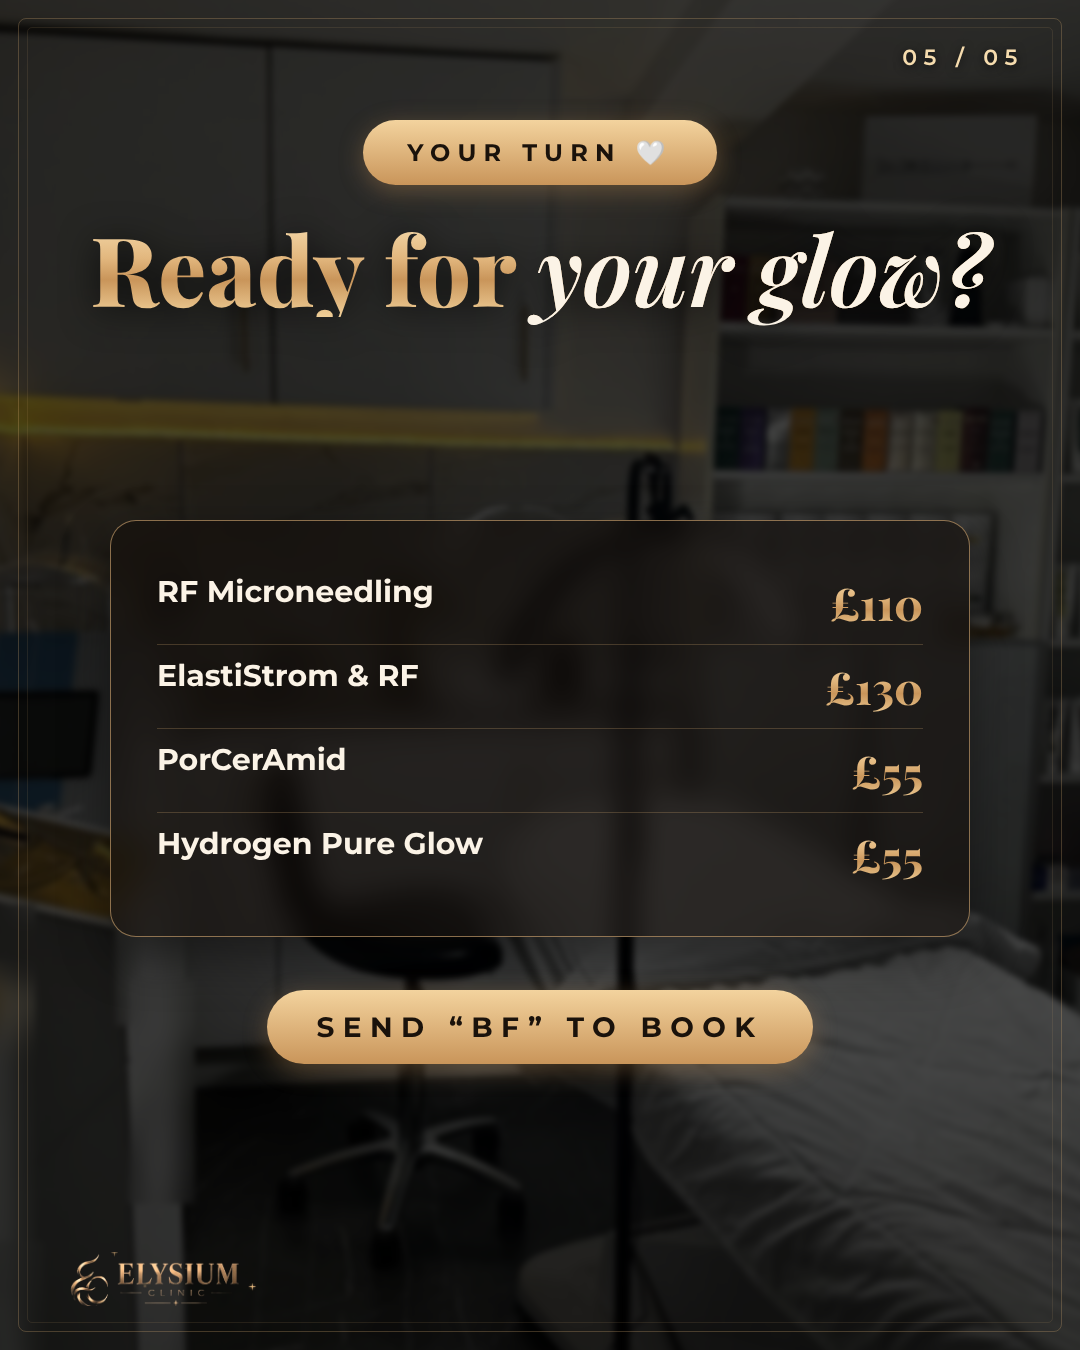 05 / 05
YOUR TURN 🤍
Ready for your glow?
RF Microneedling £110
ElastiStrom & RF £130
PorCerAmid £55
Hydrogen Pure Glow £55
SEND “BF” TO BOOK
ELYSIUM
CLINIC